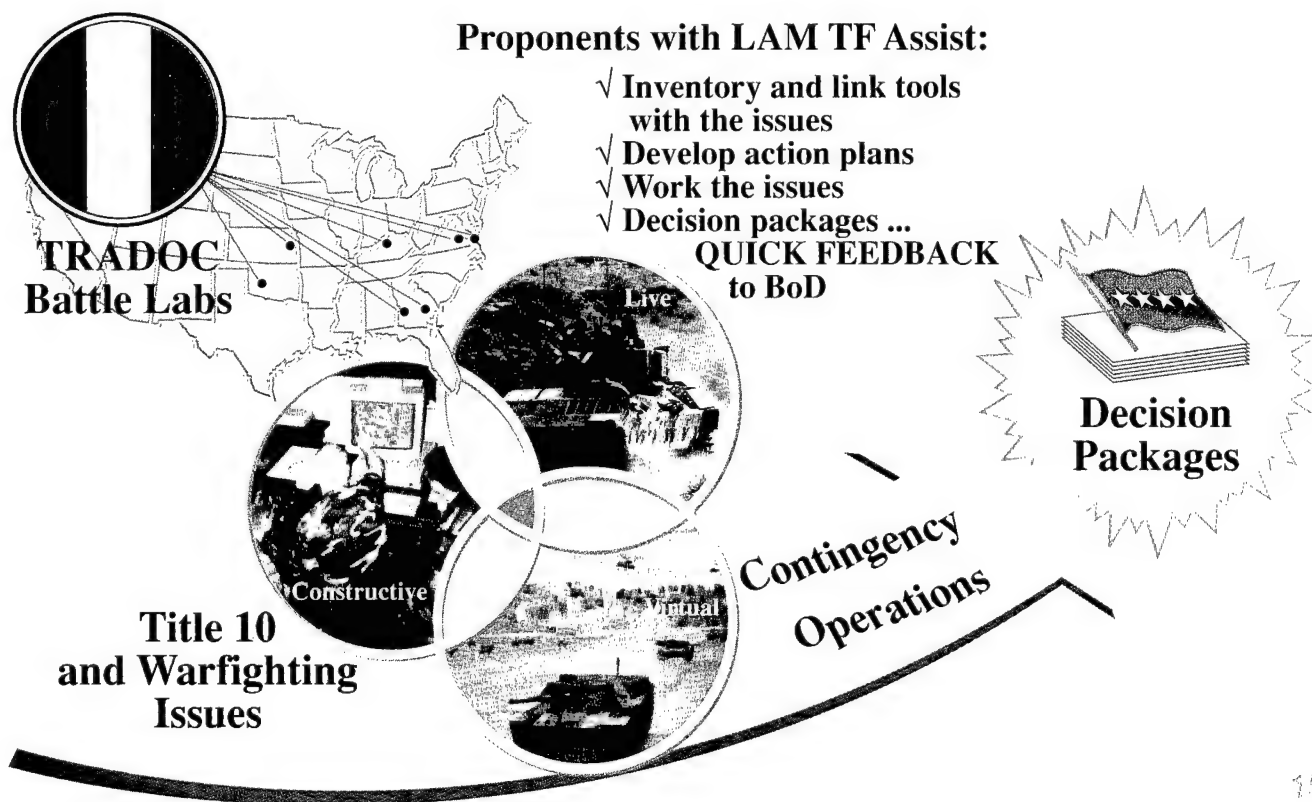 Proponents with LAM TF Assist:
√ Inventory and link tools
with the issues
√ Develop action plans
√ Work the issues
√ Decision packages ...
QUICK FEEDBACK
to BoD
TRADOC
Battle Labs
Live
Constructive
Virtual
Title 10
and Warfighting
Issues
Contingency
Operations
Decision
Packages